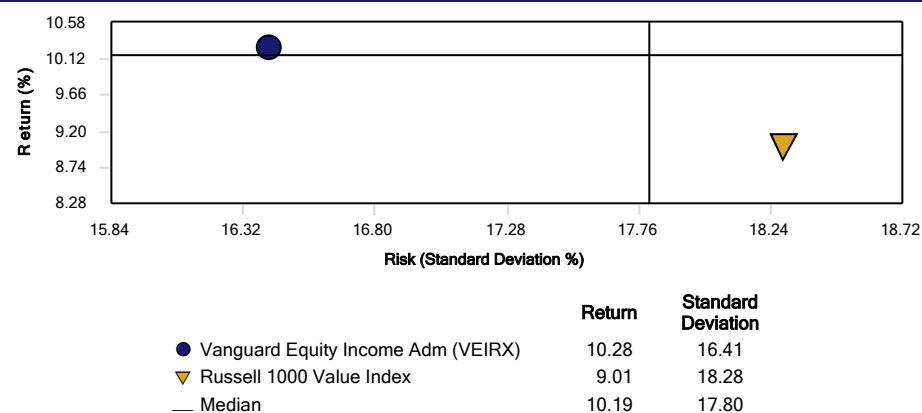 10.58
10.12
9.66
9.20
8.74
8.28
Return (%)
15.84 16.32 16.80 17.28 17.76 18.24 18.72
Risk (Standard Deviation %)
Return Standard Deviation
Vanguard Equity Income Adm (VEIRX) 10.28 16.41
Russell 1000 Value Index 9.01 18.28
Median 10.19 17.80